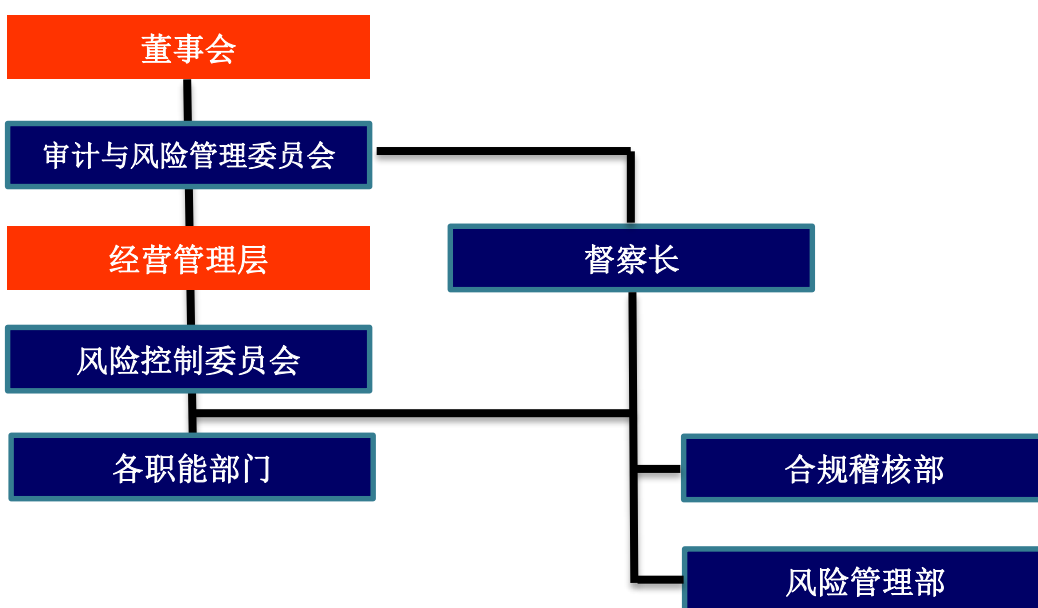 董事会
审计与风险管理委员会
经营管理层
督察长
风险控制委员会
各职能部门
合规稽核部
风险管理部